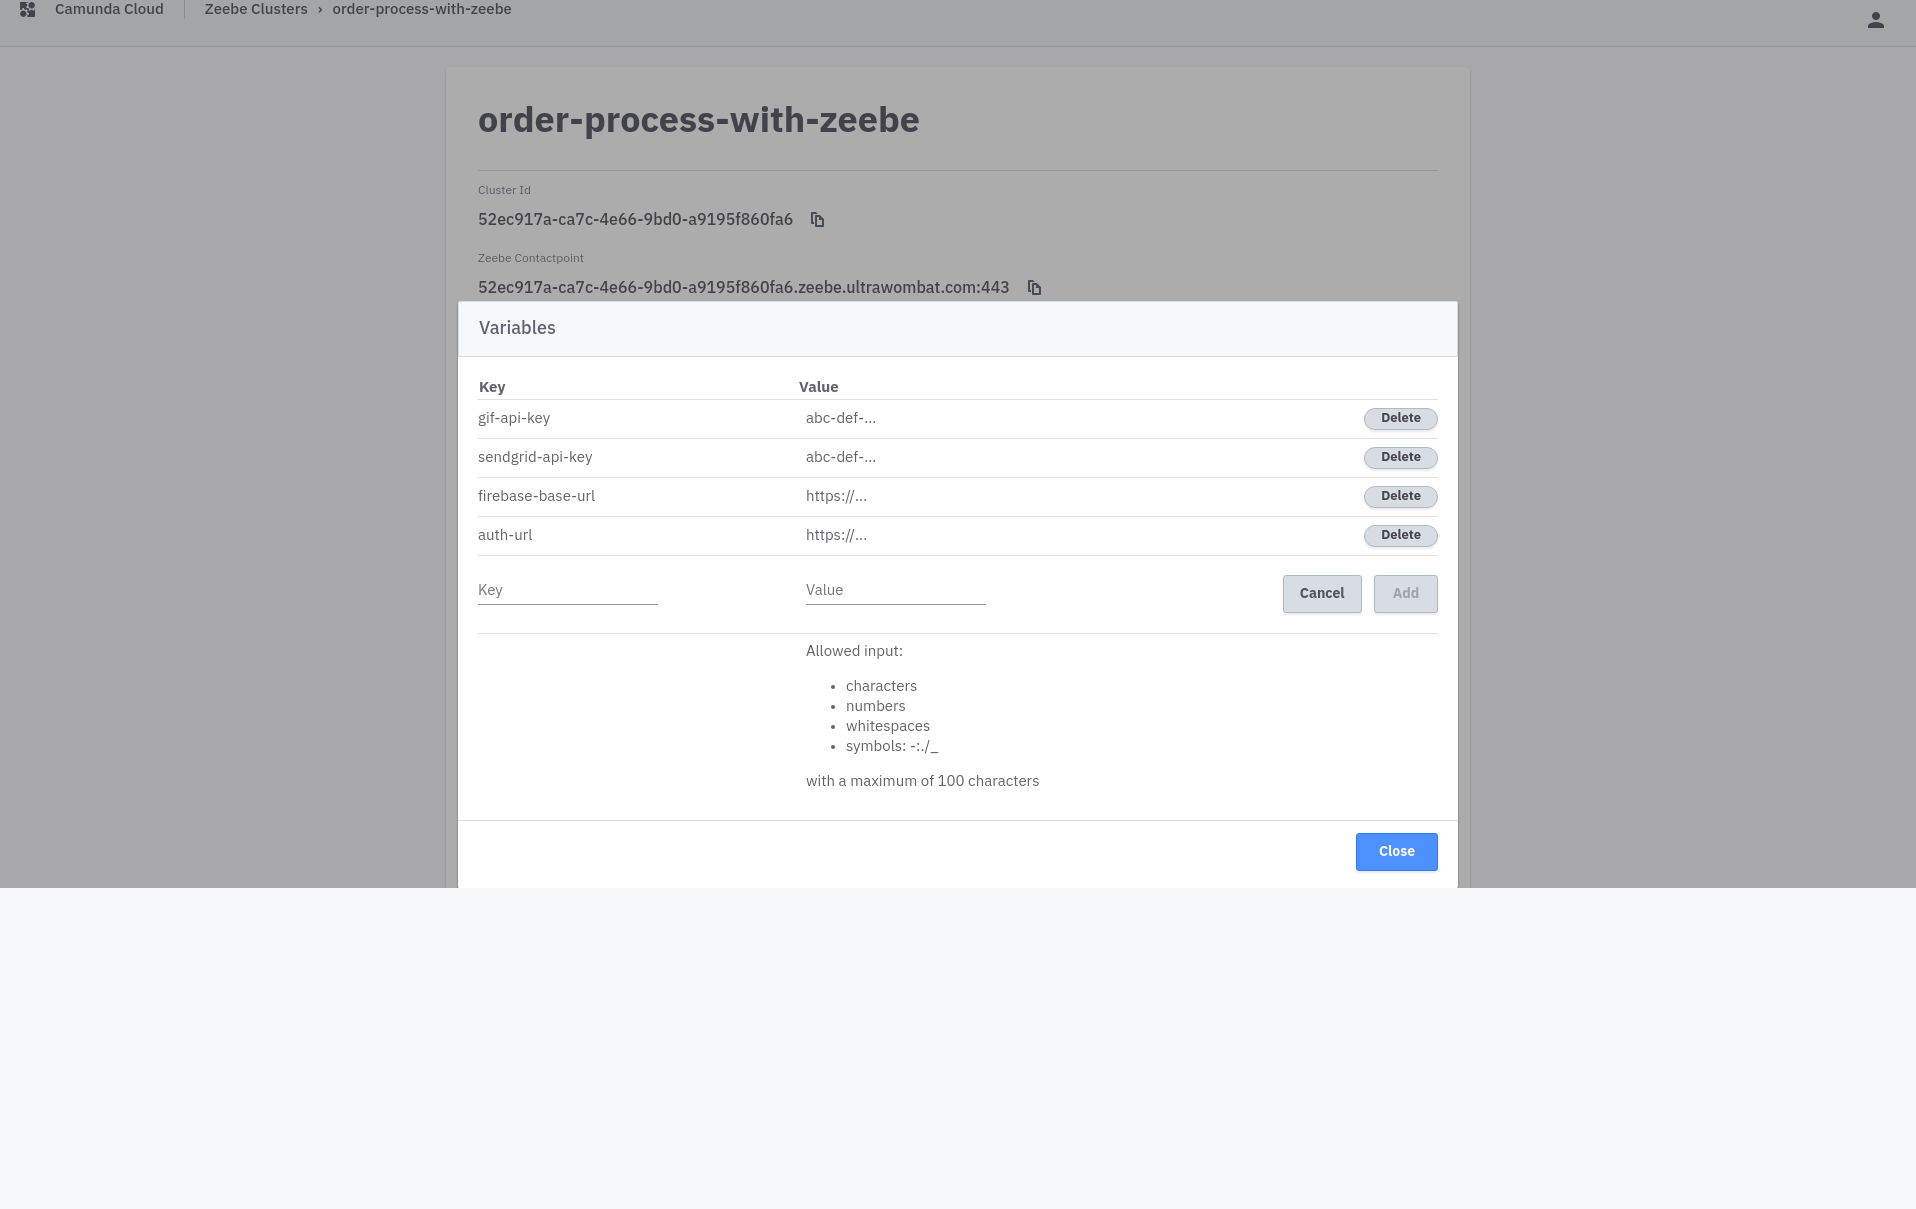 Camunda Cloud Zeebe Clusters › order-process-with-zeebe
order-process-with-zeebe
Cluster Id
52ec917a-ca7c-4e66-9bd0-a9195f860fa6
Zeebe Contactpoint
52ec917a-ca7c-4e66-9bd0-a9195f860fa6.zeebe.ultrawombat.com:443
Variables
Key Value
gif-api-key abc-def-... Delete
sendgrid-api-key abc-def-... Delete
firebase-base-url https://... Delete
auth-url https://... Delete
Key Value Cancel Add
Allowed input:
• characters
• numbers
• whitespaces
• symbols: -:./_
with a maximum of 100 characters
Close